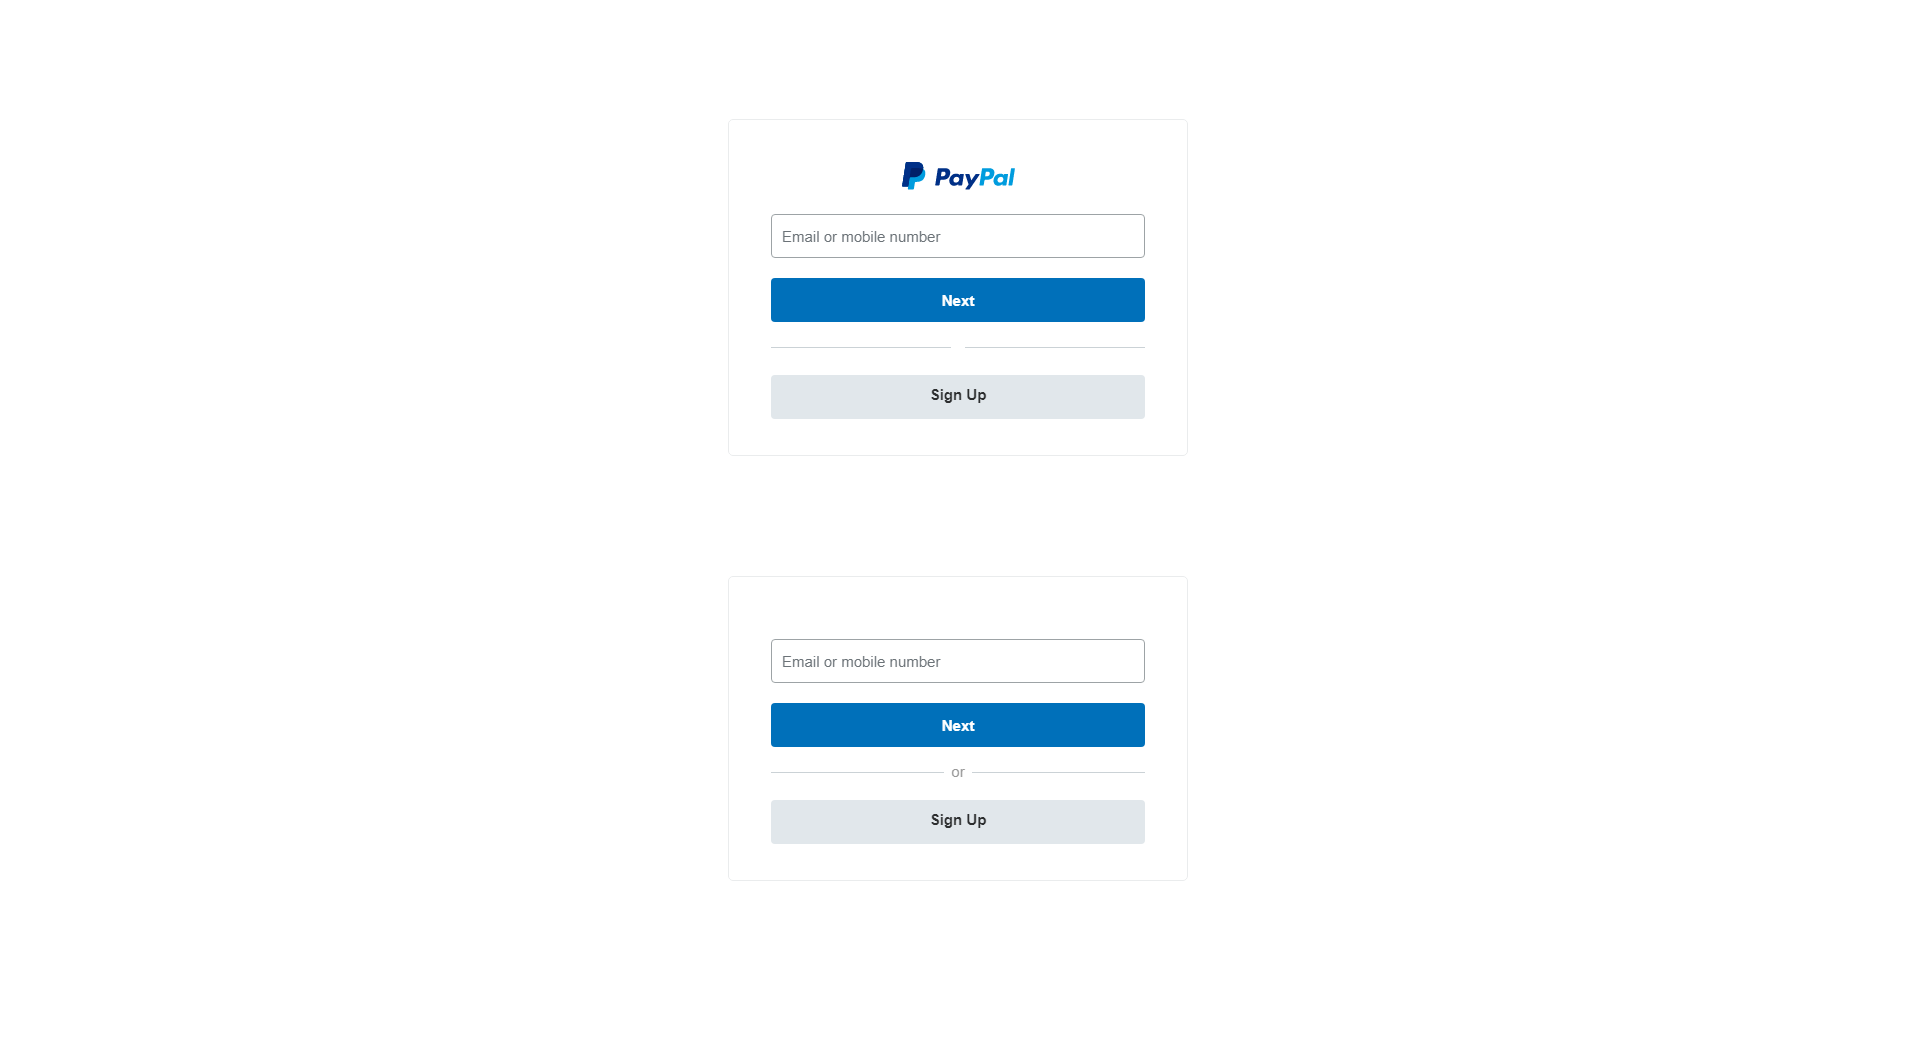 PayPal
Email or mobile number
Next
Sign Up
Email or mobile number
Next
or
Sign Up